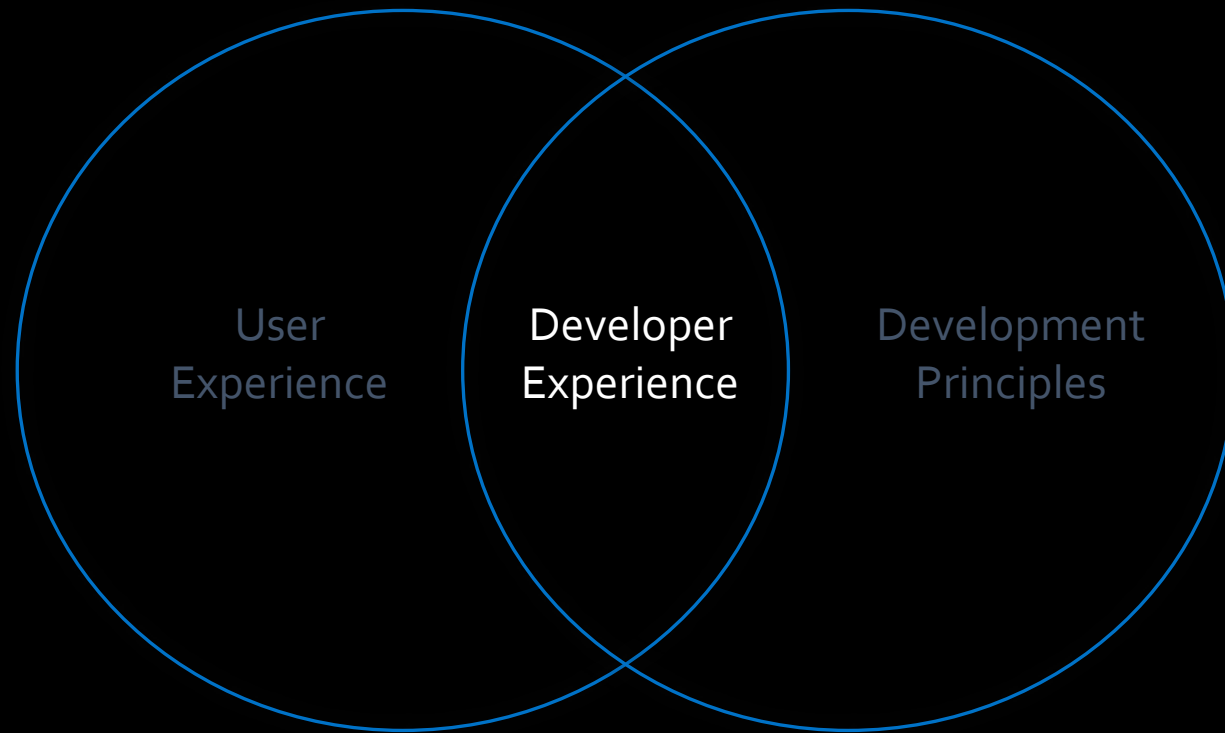 User
Experience
Developer
Experience
Development
Principles